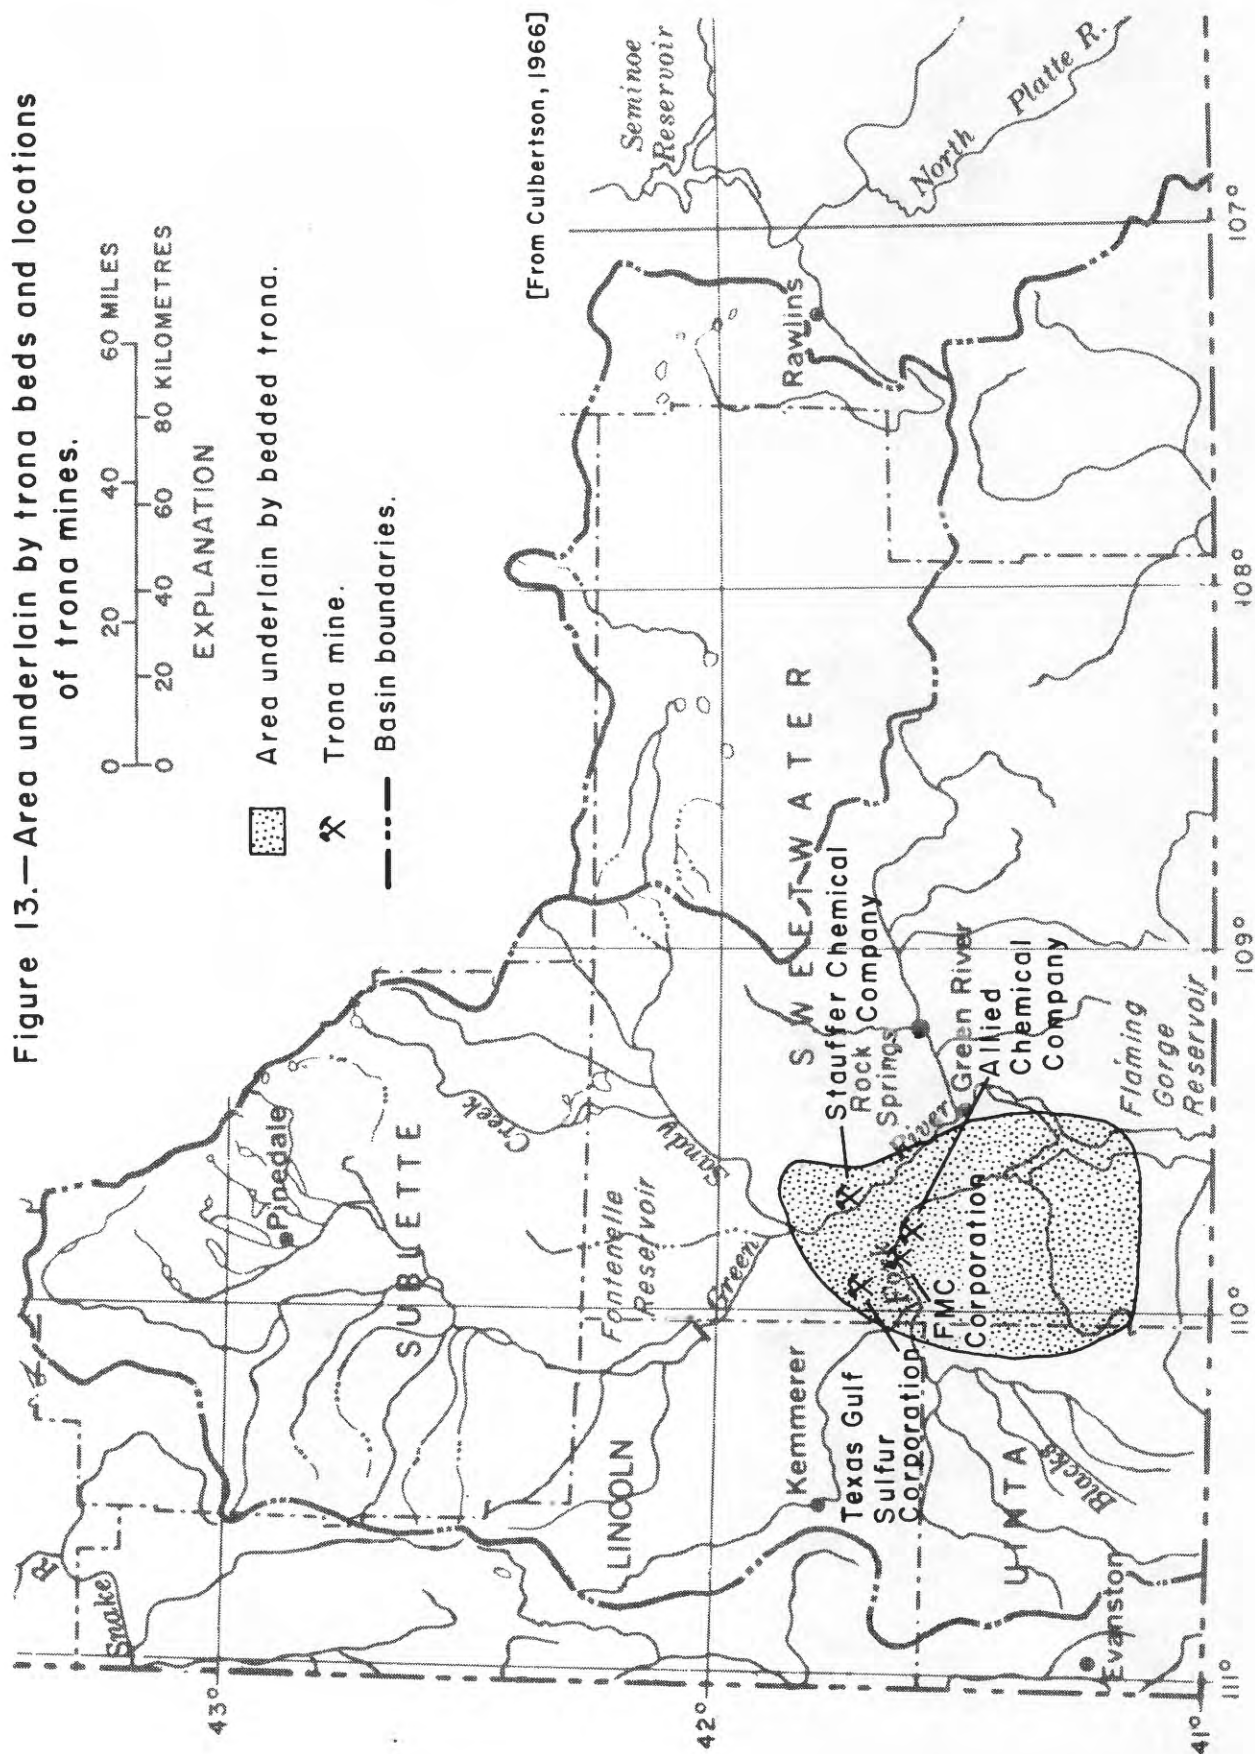 Figure 13.—Area underlain by trona beds and locations
of trona mines.
0 20 40 60 MILES
0 20 40 60 80 KILOMETRES
EXPLANATION
Area underlain by bedded trona.
Trona mine.
Basin boundaries.
[From Culbertson, 1966]
Snake
R.
43°
Pinedale
SUBLETTE
Creek
Sandy
Fontenelle
Reservoir
Green
LINCOLN
Seminoe
Reservoir
42°
North Platte R.
Rawlins
SWEETWATER
Kemmerer
Texas Gulf
Sulfur
Corporation
Stauffer Chemical
Company
Rock
Springs
River
Green River
Allied
Chemical
Company
Fork
FMC
Corporation
Blacks
UINTA
Evanston
Flaming
Gorge
Reservoir
41°
111°
110°
109°
108°
107°